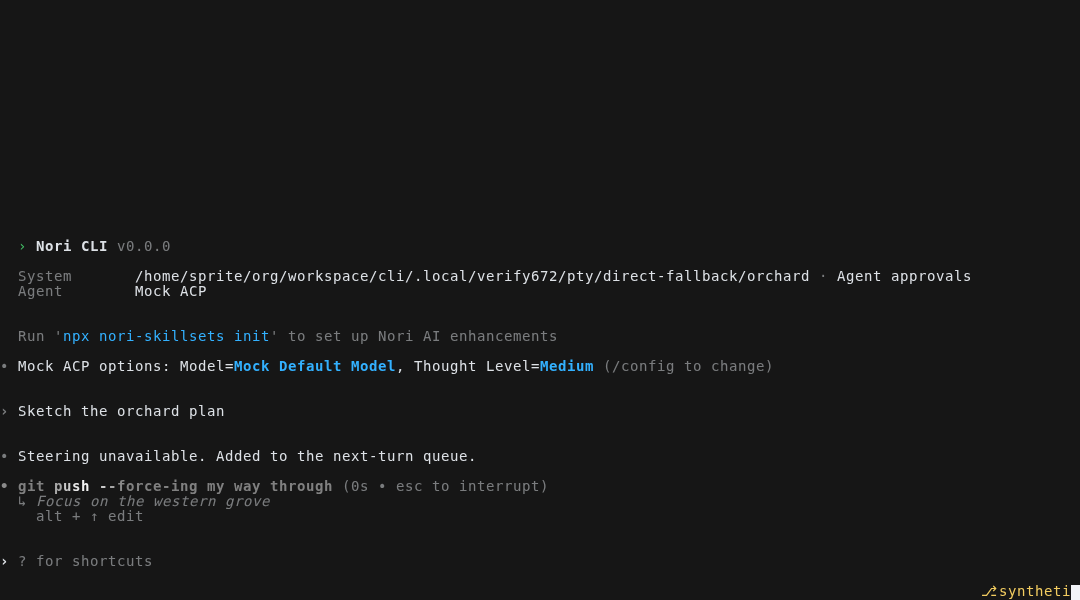 › Nori CLI v0.0.0
System /home/sprite/org/workspace/cli/.local/verify672/pty/direct-fallback/orchard · Agent approvals
Agent Mock ACP
Run 'npx nori-skillsets init' to set up Nori AI enhancements
• Mock ACP options: Model=Mock Default Model, Thought Level=Medium (/config to change)
› Sketch the orchard plan
• Steering unavailable. Added to the next-turn queue.
• git push --force-ing my way through (0s • esc to interrupt)
↳ Focus on the western grove
alt + ↑ edit
› ? for shortcuts
⎇syntheti